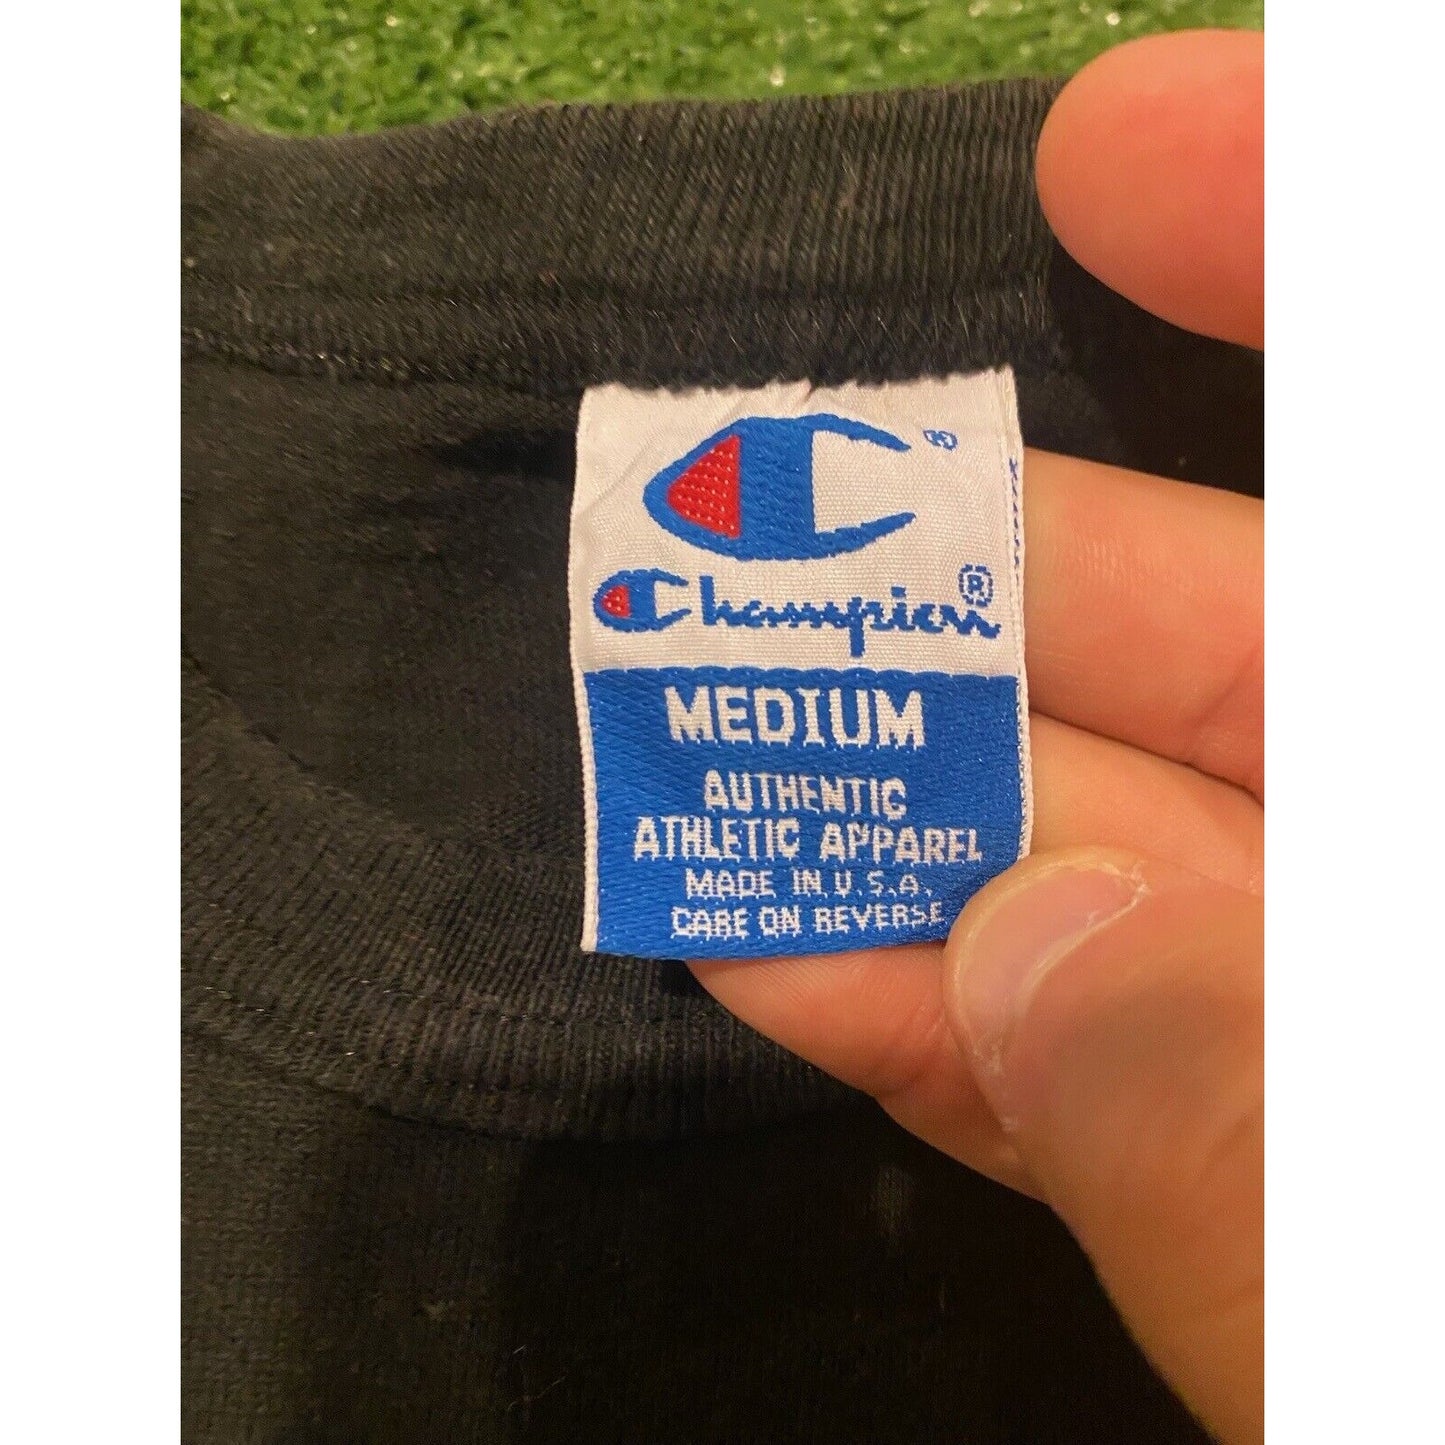 ®
Champion®
MEDIUM
AUTHENTIC
ATHLETIC APPAREL
MADE IN U.S.A.
CARE ON REVERSE